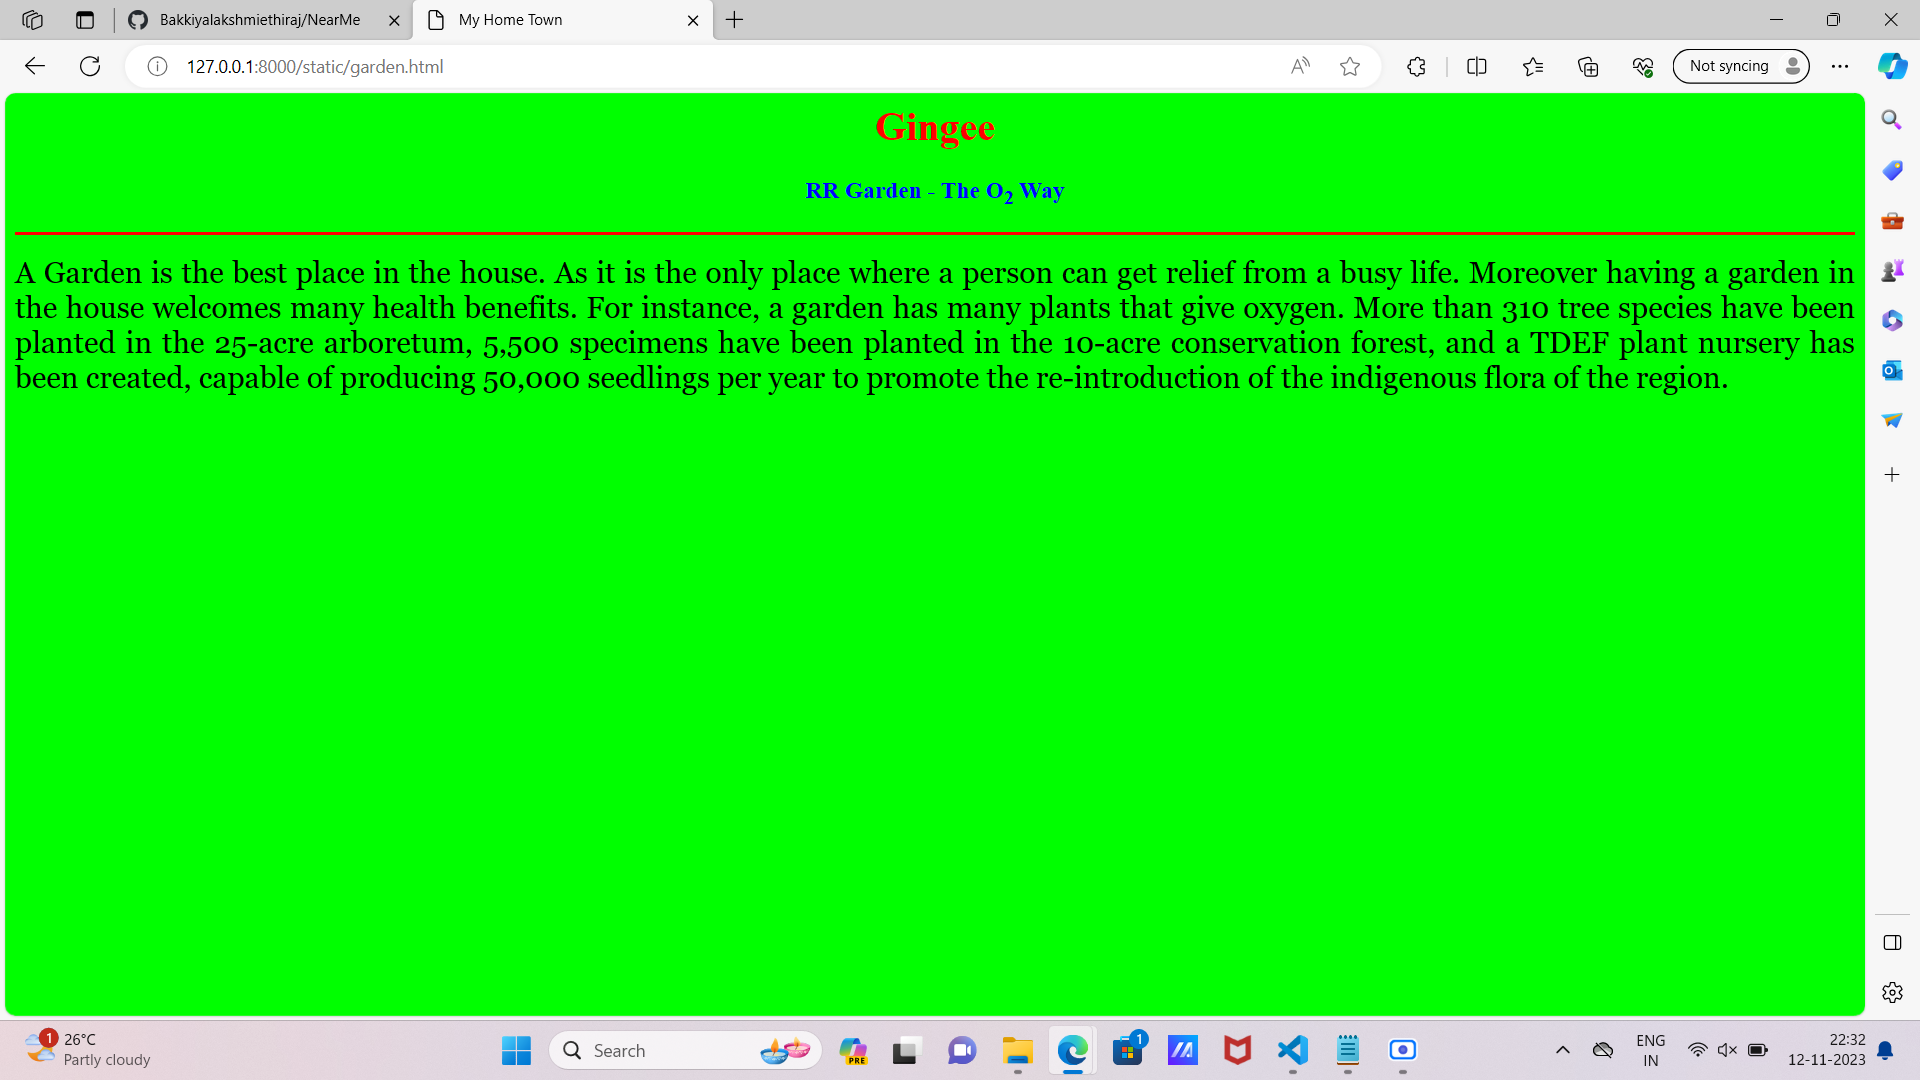 Bakkiyalakshmiethiraj/NearMe
My Home Town
127.0.0.1:8000/static/garden.html
Not syncing
Gingee
RR Garden - The O2 Way
A Garden is the best place in the house. As it is the only place where a person can get relief from a busy life. Moreover having a garden in
the house welcomes many health benefits. For instance, a garden has many plants that give oxygen. More than 310 tree species have been
planted in the 25-acre arboretum, 5,500 specimens have been planted in the 10-acre conservation forest, and a TDEF plant nursery has
been created, capable of producing 50,000 seedlings per year to promote the re-introduction of the indigenous flora of the region.
1
26°C
Partly cloudy
Search
PRE
1
ENG
IN
22:32
12-11-2023